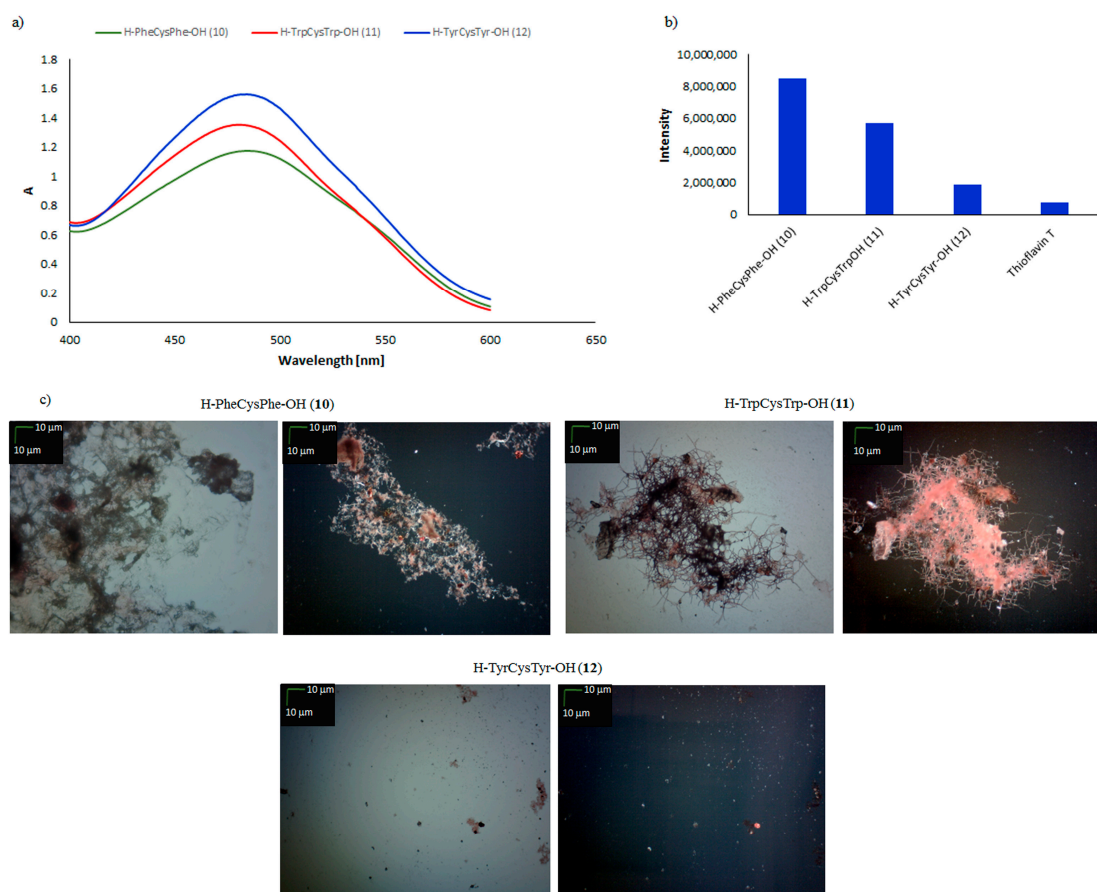 a)
H-PheCysPhe-OH (10) H-TrpCysTrp-OH (11) H-TyrCysTyr-OH (12)
1.8
1.6
1.4
1.2
1
0.8
0.6
0.4
0.2
0
A
400 450 500 550 600 650
Wavelength [nm]
b)
10,000,000
8,000,000
6,000,000
4,000,000
2,000,000
0
Intensity
H-PheCysPhe-OH (10)
H-TrpCysTrpOH (11)
H-TyrCysTyr-OH (12)
Thioflavin T
c)
H-PheCysPhe-OH (10)
H-TrpCysTrp-OH (11)
10 µm
10 µm
10 µm
10 µm
10 µm
10 µm
10 µm
10 µm
H-TyrCysTyr-OH (12)
10 µm
10 µm
10 µm
10 µm